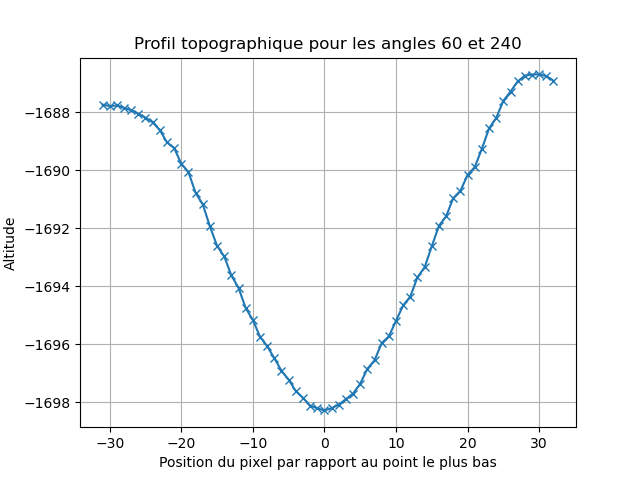 Profil topographique pour les angles 60 et 240
Altitude
−1688
−1690
−1692
−1694
−1696
−1698
−30 −20 −10 0 10 20 30
Position du pixel par rapport au point le plus bas